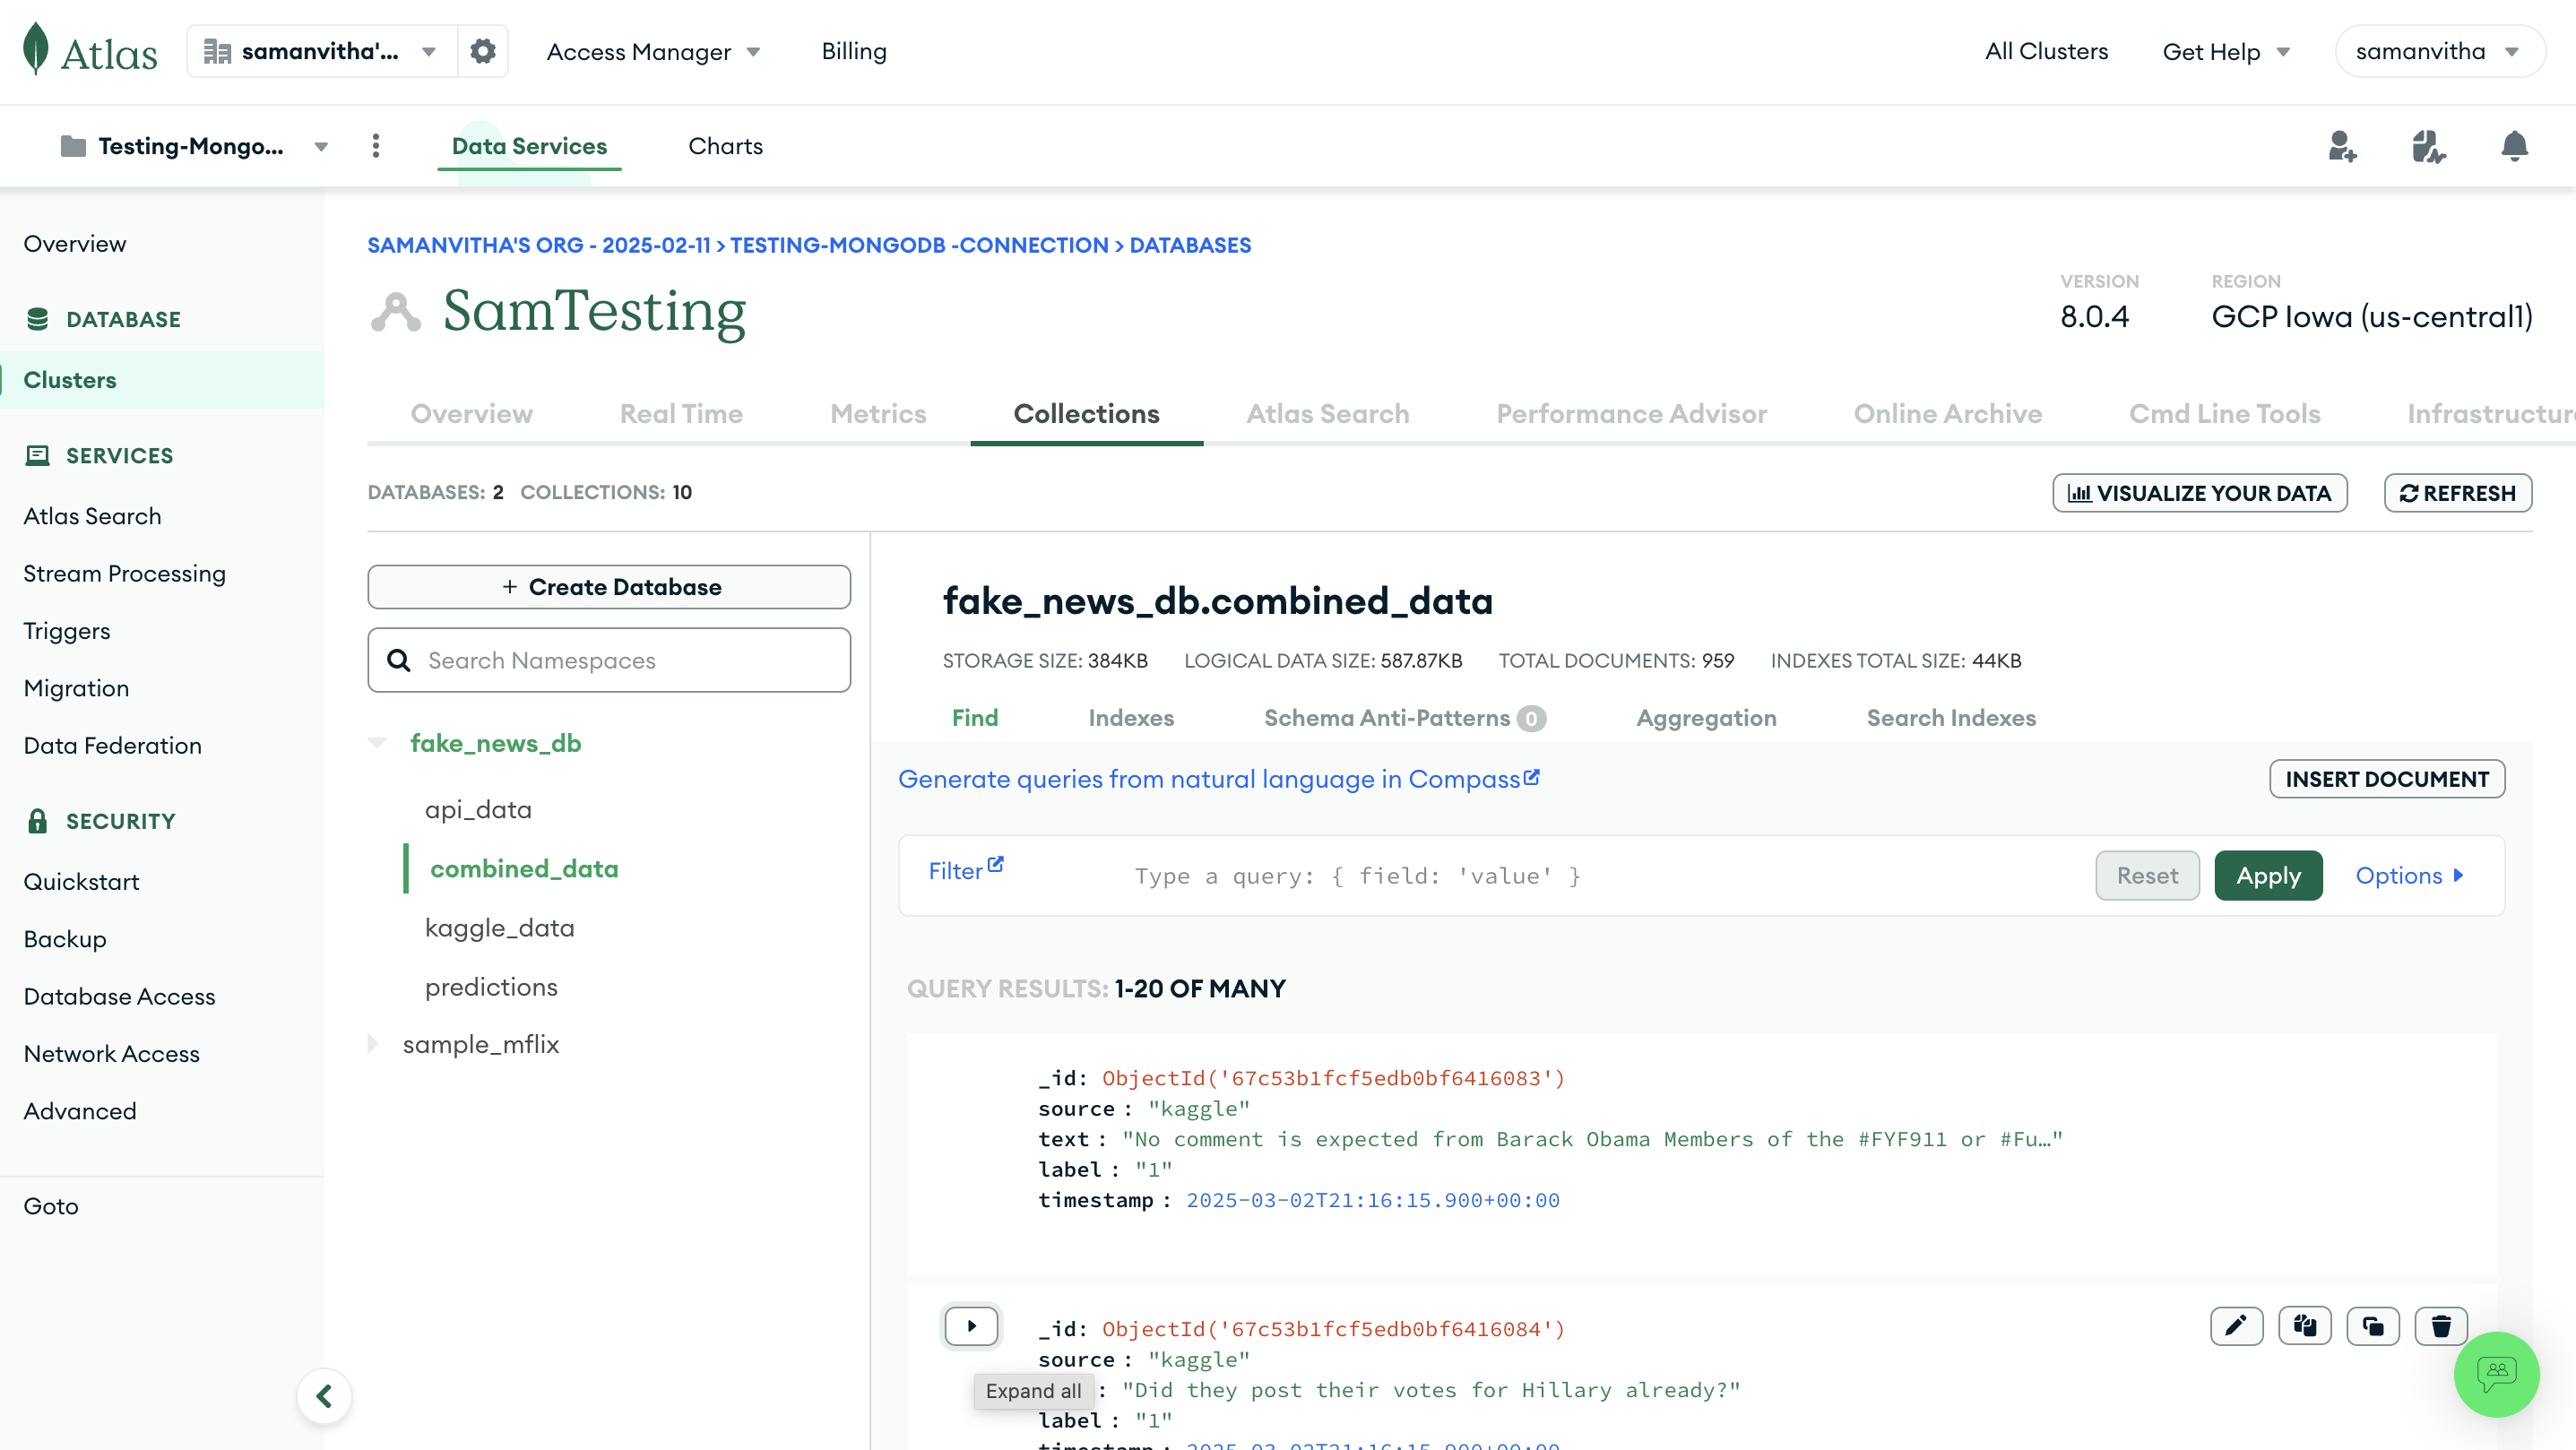 Atlas
samanvitha'...
Access Manager
Billing
All Clusters
Get Help
samanvitha
Testing-Mongo...
Data Services
Charts
Overview
DATABASE
Clusters
SERVICES
Atlas Search
Stream Processing
Triggers
Migration
Data Federation
SECURITY
Quickstart
Backup
Database Access
Network Access
Advanced
Goto
SAMANVITHA'S ORG - 2025-02-11 > TESTING-MONGODB -CONNECTION > DATABASES
SamTesting
VERSION
8.0.4
REGION
GCP Iowa (us-central1)
Overview
Real Time
Metrics
Collections
Atlas Search
Performance Advisor
Online Archive
Cmd Line Tools
Infrastructur
DATABASES: 2 COLLECTIONS: 10
VISUALIZE YOUR DATA
REFRESH
+ Create Database
Search Namespaces
fake_news_db
api_data
combined_data
kaggle_data
predictions
sample_mflix
fake_news_db.combined_data
STORAGE SIZE: 384KB LOGICAL DATA SIZE: 587.87KB TOTAL DOCUMENTS: 959 INDEXES TOTAL SIZE: 44KB
Find
Indexes
Schema Anti-Patterns 0
Aggregation
Search Indexes
Generate queries from natural language in Compass
INSERT DOCUMENT
Filter
Type a query: { field: 'value' }
Reset
Apply
Options
QUERY RESULTS: 1-20 OF MANY
_id: ObjectId('67c53b1fcf5edb0bf6416083')
source : "kaggle"
text : "No comment is expected from Barack Obama Members of the #FYF911 or #Fu…"
label : "1"
timestamp : 2025-03-02T21:16:15.900+00:00
_id: ObjectId('67c53b1fcf5edb0bf6416084')
source : "kaggle"
Expand all : "Did they post their votes for Hillary already?"
label : "1"
timestamp : 2025-03-02T21:16:15.900+00:00